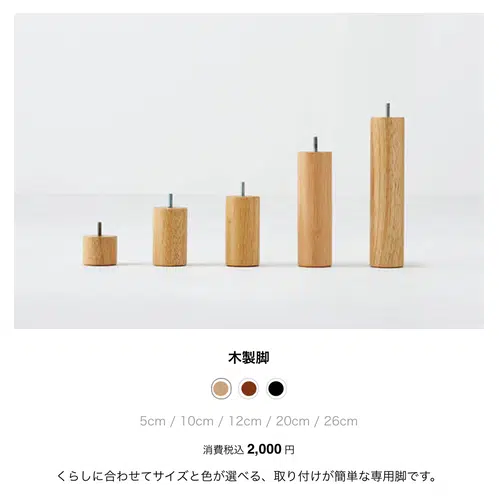 木製脚
5cm / 10cm / 12cm / 20cm / 26cm
消費税込 2,000 円
くらしに合わせてサイズと色が選べる、取り付けが簡単な専用脚です。